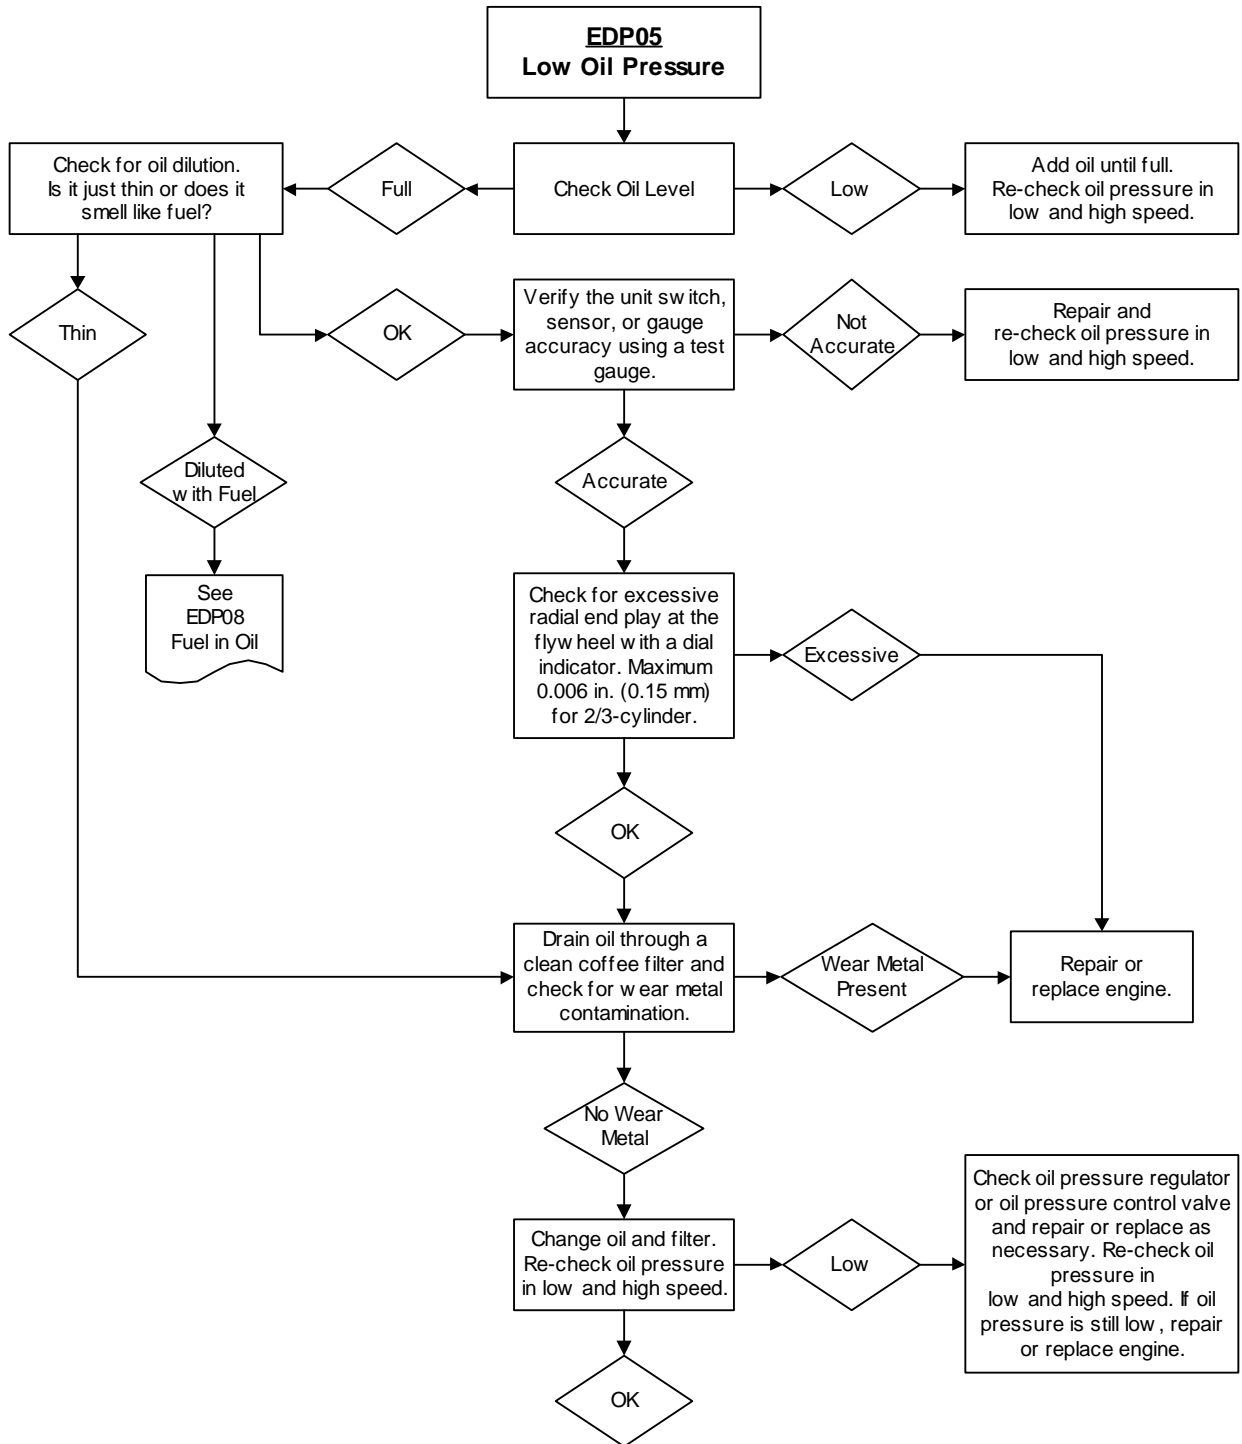 EDP05
Low Oil Pressure
Check for oil dilution.
Is it just thin or does it
smell like fuel?
Full
Check Oil Level
Low
Add oil until full.
Re-check oil pressure in
low and high speed.
Thin
OK
Verify the unit switch,
sensor, or gauge
accuracy using a test
gauge.
Not
Accurate
Repair and
re-check oil pressure in
low and high speed.
Diluted
with Fuel
Accurate
See
EDP08
Fuel in Oil
Check for excessive
radial end play at the
flywheel with a dial
indicator. Maximum
0.006 in. (0.15 mm)
for 2/3-cylinder.
Excessive
OK
Drain oil through a
clean coffee filter and
check for wear metal
contamination.
Wear Metal
Present
Repair or
replace engine.
No Wear
Metal
Change oil and filter.
Re-check oil pressure
in low and high speed.
Low
Check oil pressure regulator
or oil pressure control valve
and repair or replace as
necessary. Re-check oil
pressure in
low and high speed. If oil
pressure is still low, repair
or replace engine.
OK